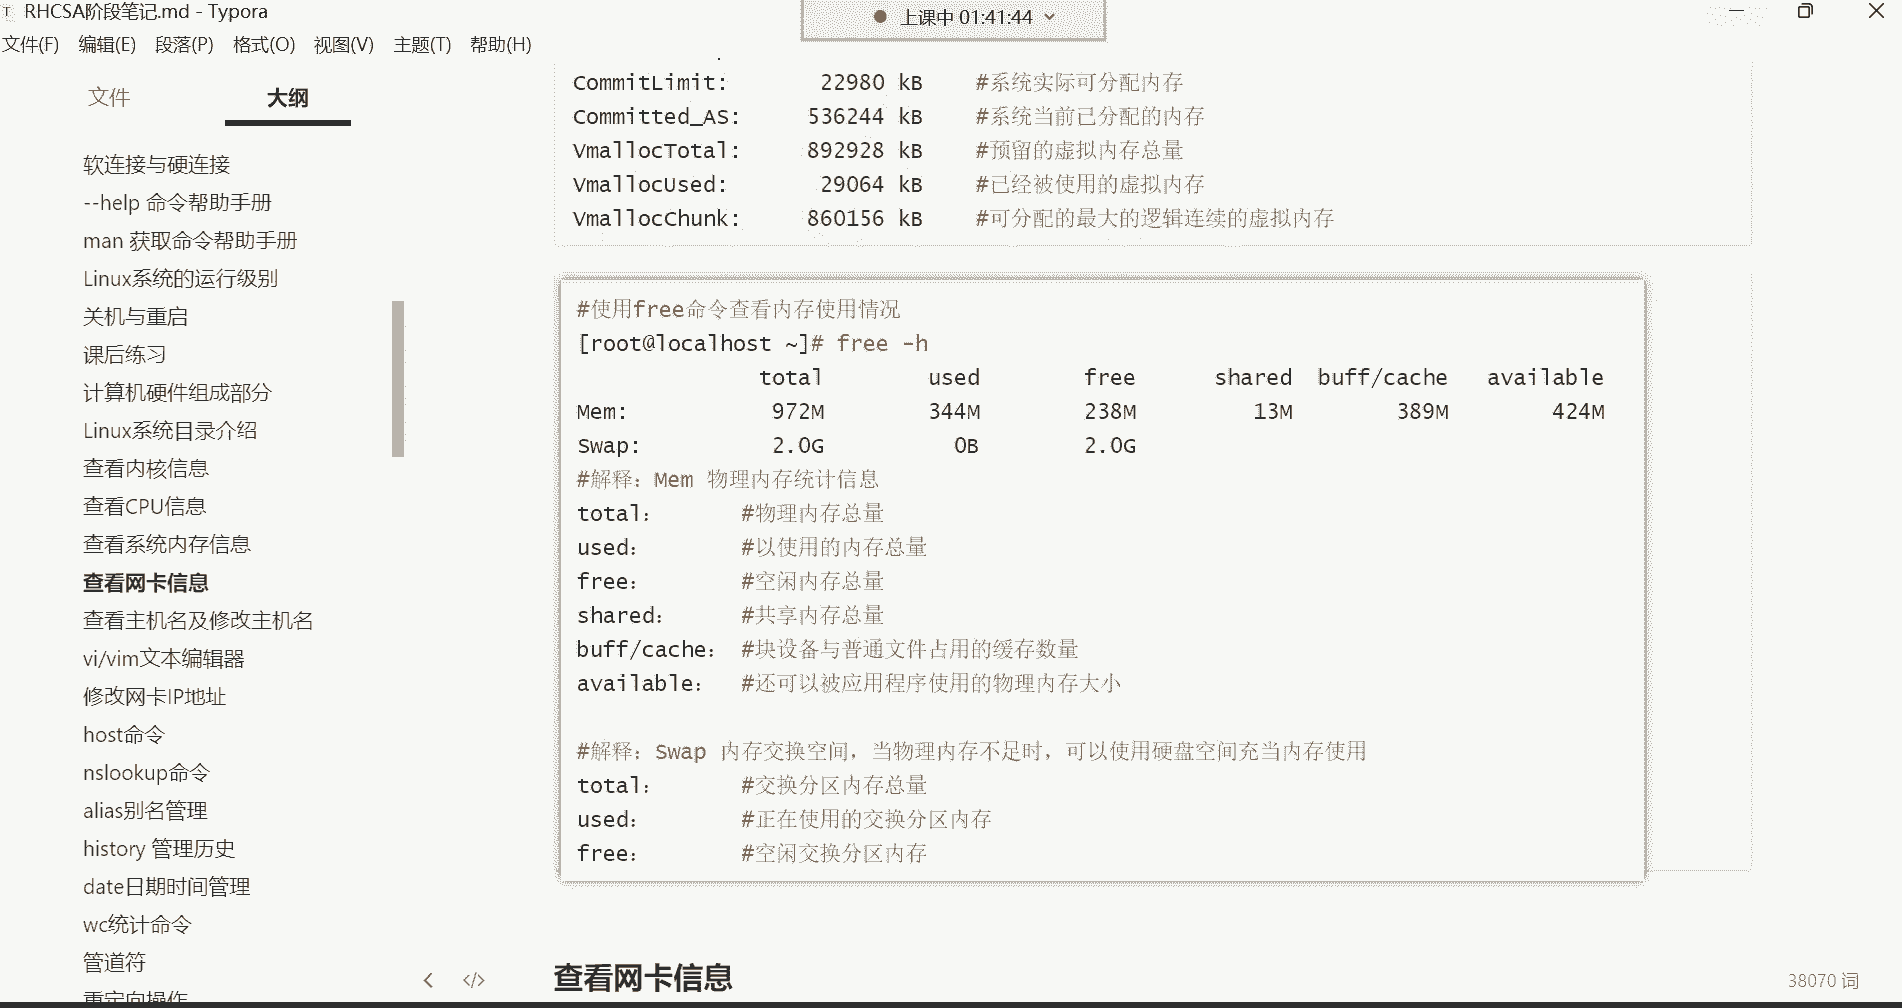 RHCSA阶段笔记.md - Typora
上课中 01:41:44
文件(F) 编辑(E) 段落(P) 格式(O) 视图(V) 主题(T) 帮助(H)
文件 大纲
软连接与硬连接
--help 命令帮助手册
man 获取命令帮助手册
Linux系统的运行级别
关机与重启
课后练习
计算机硬件组成部分
Linux系统目录介绍
查看内核信息
查看CPU信息
查看系统内存信息
查看网卡信息
查看主机名及修改主机名
vi/vim文本编辑器
修改网卡IP地址
host命令
nslookup命令
alias别名管理
history 管理历史
date日期时间管理
wc统计命令
管道符
重定向操作
CommitLimit: 22980 kB #系统实际可分配内存
Committed_AS: 536244 kB #系统当前已分配的内存
VmallocTotal: 892928 kB #预留的虚拟内存总量
VmallocUsed: 29064 kB #已经被使用的虚拟内存
VmallocChunk: 860156 kB #可分配的最大的逻辑连续的虚拟内存
#使用free命令查看内存使用情况
[root@localhost ~]# free -h
total used free shared buff/cache available
Mem: 972M 344M 238M 13M 389M 424M
Swap: 2.0G 0B 2.0G
#解释：Mem 物理内存统计信息
total： #物理内存总量
used： #以使用的内存总量
free： #空闲内存总量
shared： #共享内存总量
buff/cache： #块设备与普通文件占用的缓存数量
available： #还可以被应用程序使用的物理内存大小
#解释：Swap 内存交换空间，当物理内存不足时，可以使用硬盘空间充当内存使用
total： #交换分区内存总量
used： #正在使用的交换分区内存
free： #空闲交换分区内存
查看网卡信息
38070 词